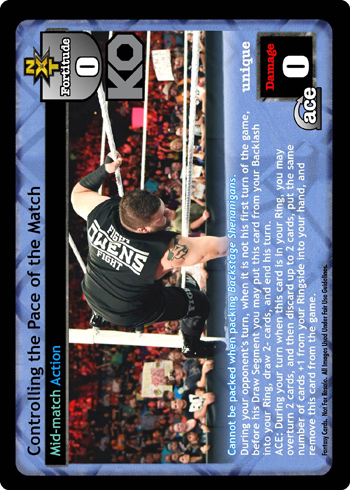 Controlling the Pace of the Match
Mid-match Action
NXT
Fortitude
0
KO
FIGHT
OWENS
FIGHT
Cannot be packed when packing Backstage Shenanigans.
During your opponent's turn, when it is not his first turn of the game,
before his Draw Segment you may put this card from your Backlash
into your Ring, draw 2- cards, and end his turn.
ACE: During your turn when this card is in your Ring, you may
overturn 2 cards, and then discard up to 2 cards, put the same
number of cards +1 from your Ringside into your hand, and
remove this card from the game.
unique
Damage
0
ace
Fantasy Cards. Not For Resale. All Images Used Under Fair Use Guidelines.